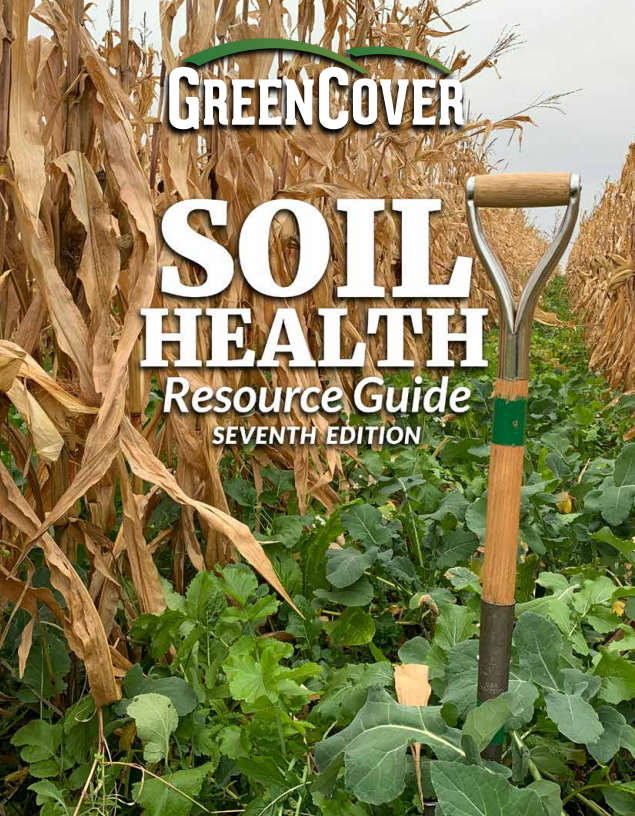 GREENCOVER
SOIL
HEALTH
Resource Guide
SEVENTH EDITION